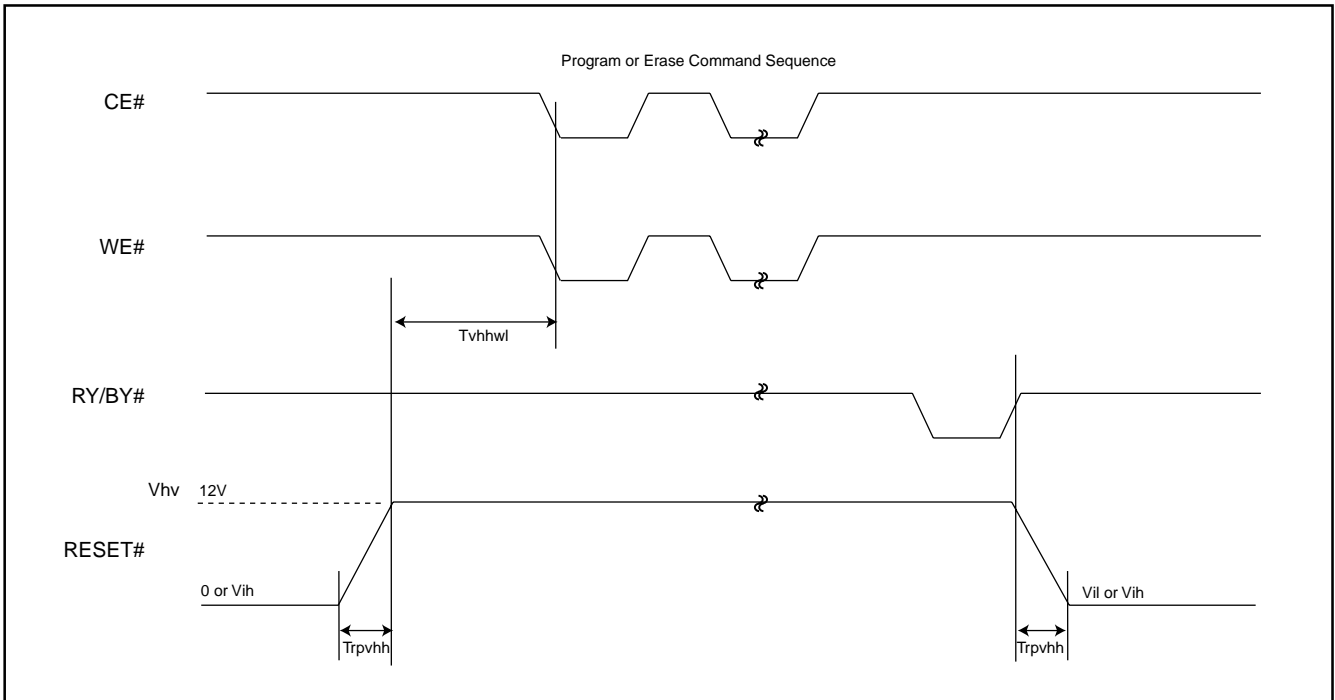 Program or Erase Command Sequence
CE#
WE#
Tvhhwl
RY/BY#
Vhv 12V
RESET#
0 or Vih
Vil or Vih
Trpvhh
Trpvhh